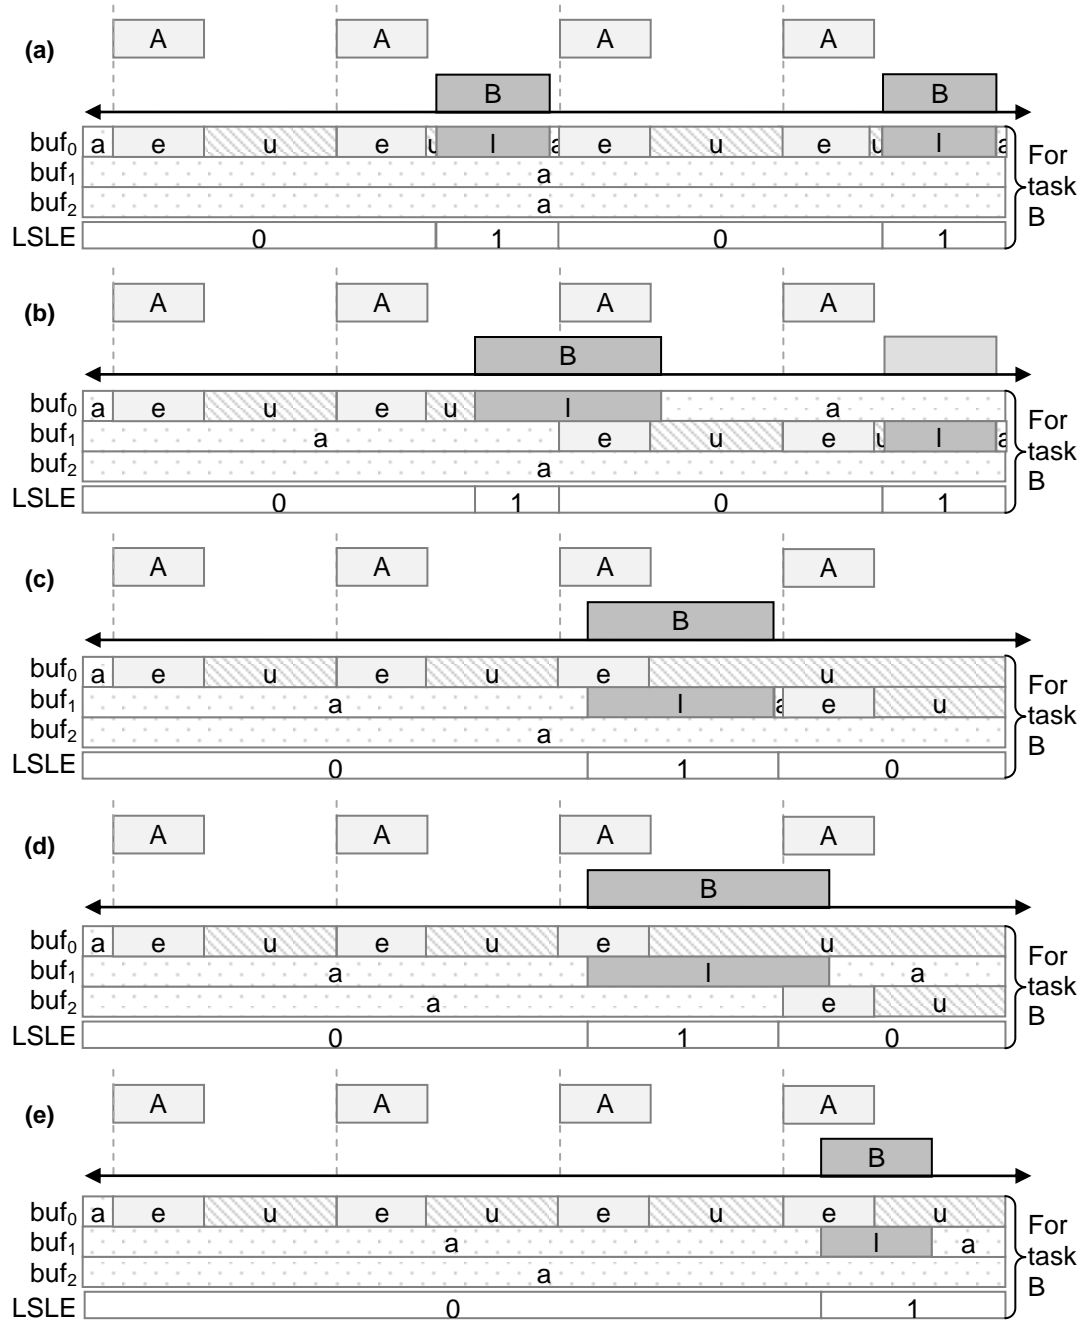 (a) A A A A
B B
buf0 a e u e u l a e u e u l a
buf1 a
buf2 a
LSLE 0 1 0 1
For task B
(b) A A A A
B
buf0 a e u e u l a
buf1 a e u e u l a
buf2 a
LSLE 0 1 0 1
For task B
(c) A A A A
B
buf0 a e u e u e u
buf1 a l a e u
buf2 a
LSLE 0 1 0
For task B
(d) A A A A
B
buf0 a e u e u e u
buf1 a l a
buf2 a e u
LSLE 0 1 0
For task B
(e) A A A A
B
buf0 a e u e u e u e u
buf1 a l a
buf2 a
LSLE 0 1
For task B